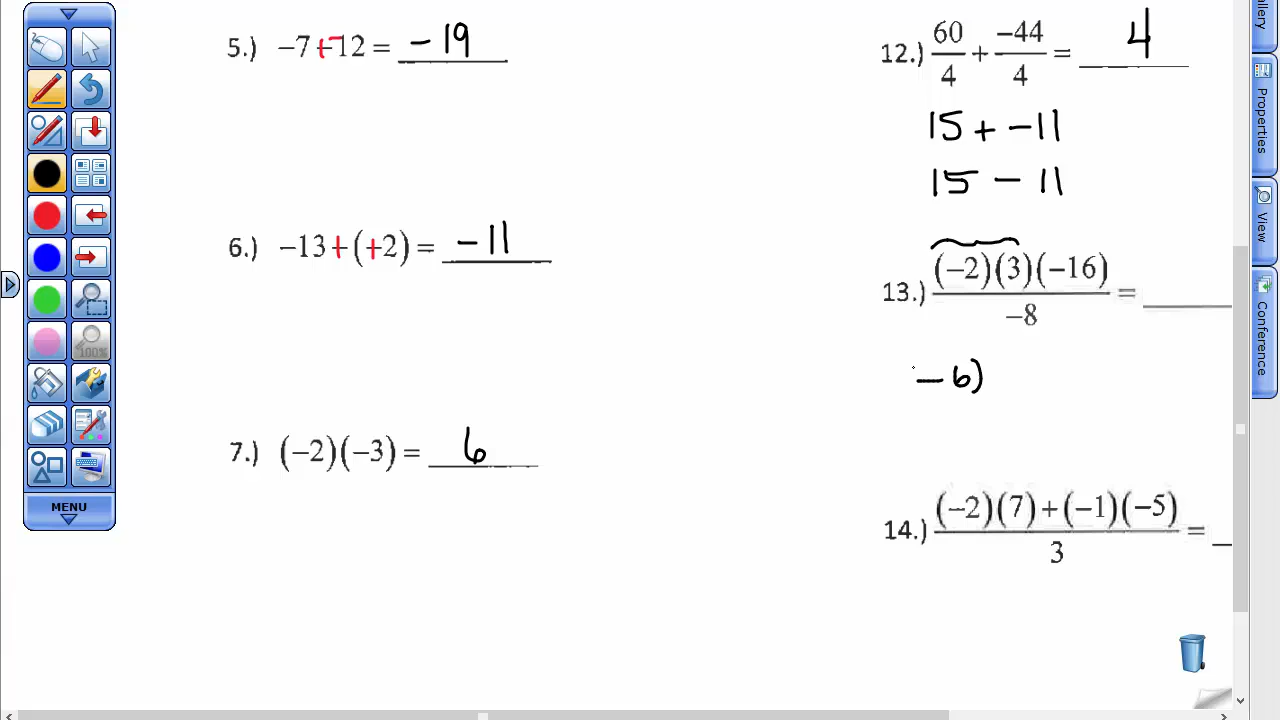 5.) −7 + −12 = −19
6.) −13 + (+2) = −11
7.) (−2)(−3) = 6
12.) 60/4 + −44/4 = 4
15 + −11
15 − 11
13.) (−2)(3)(−16)/−8 =
− 6)
14.) (−2)(7)+(−1)(−5)/3 =
100%
MENU
Properties
View
Conference